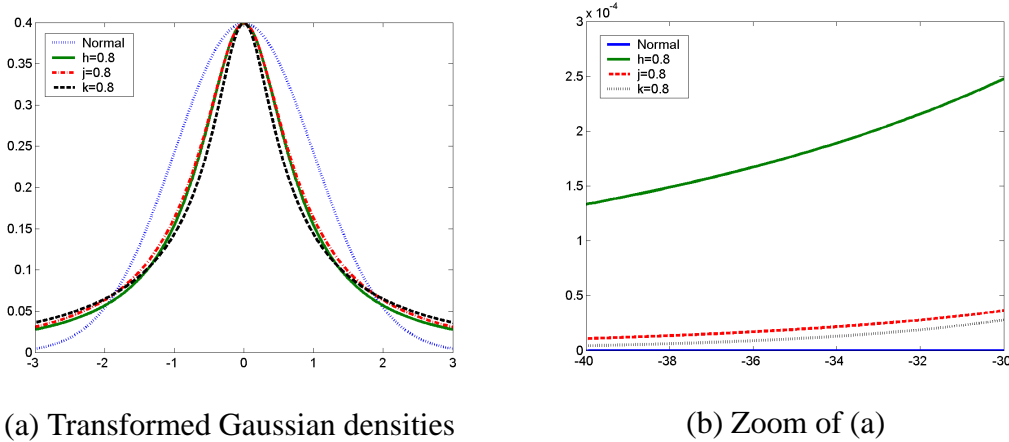 0.4
0.35
0.3
0.25
0.2
0.15
0.1
0.05
0
-3
-2
-1
0
1
2
3
Normal
h=0.8
j=0.8
k=0.8
(a) Transformed Gaussian densities
x 10^-4
3
2.5
2
1.5
1
0.5
0
-40
-38
-36
-34
-32
-30
Normal
h=0.8
j=0.8
k=0.8
(b) Zoom of (a)